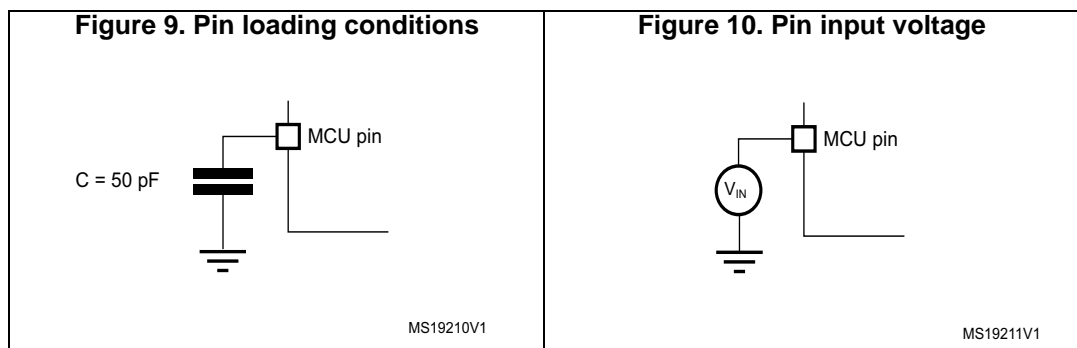 Figure 9. Pin loading conditions
MCU pin
C = 50 pF
MS19210V1
Figure 10. Pin input voltage
MCU pin
VIN
MS19211V1